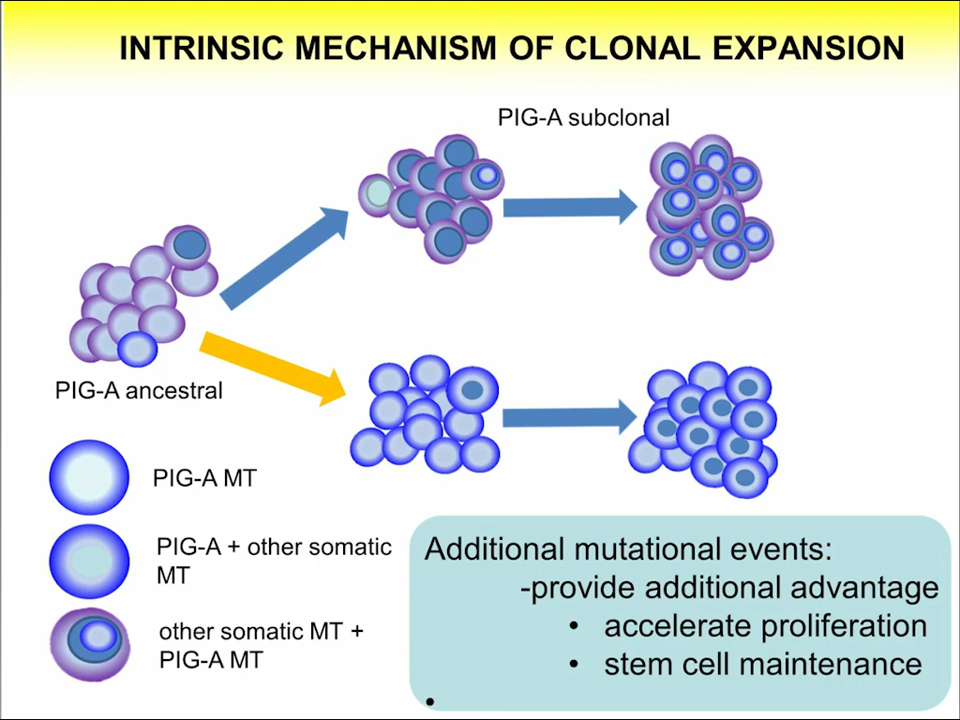 INTRINSIC MECHANISM OF CLONAL EXPANSION
PIG-A subclonal
PIG-A ancestral
PIG-A MT
PIG-A + other somatic
MT
other somatic MT +
PIG-A MT
Additional mutational events:
-provide additional advantage
• accelerate proliferation
• stem cell maintenance
•